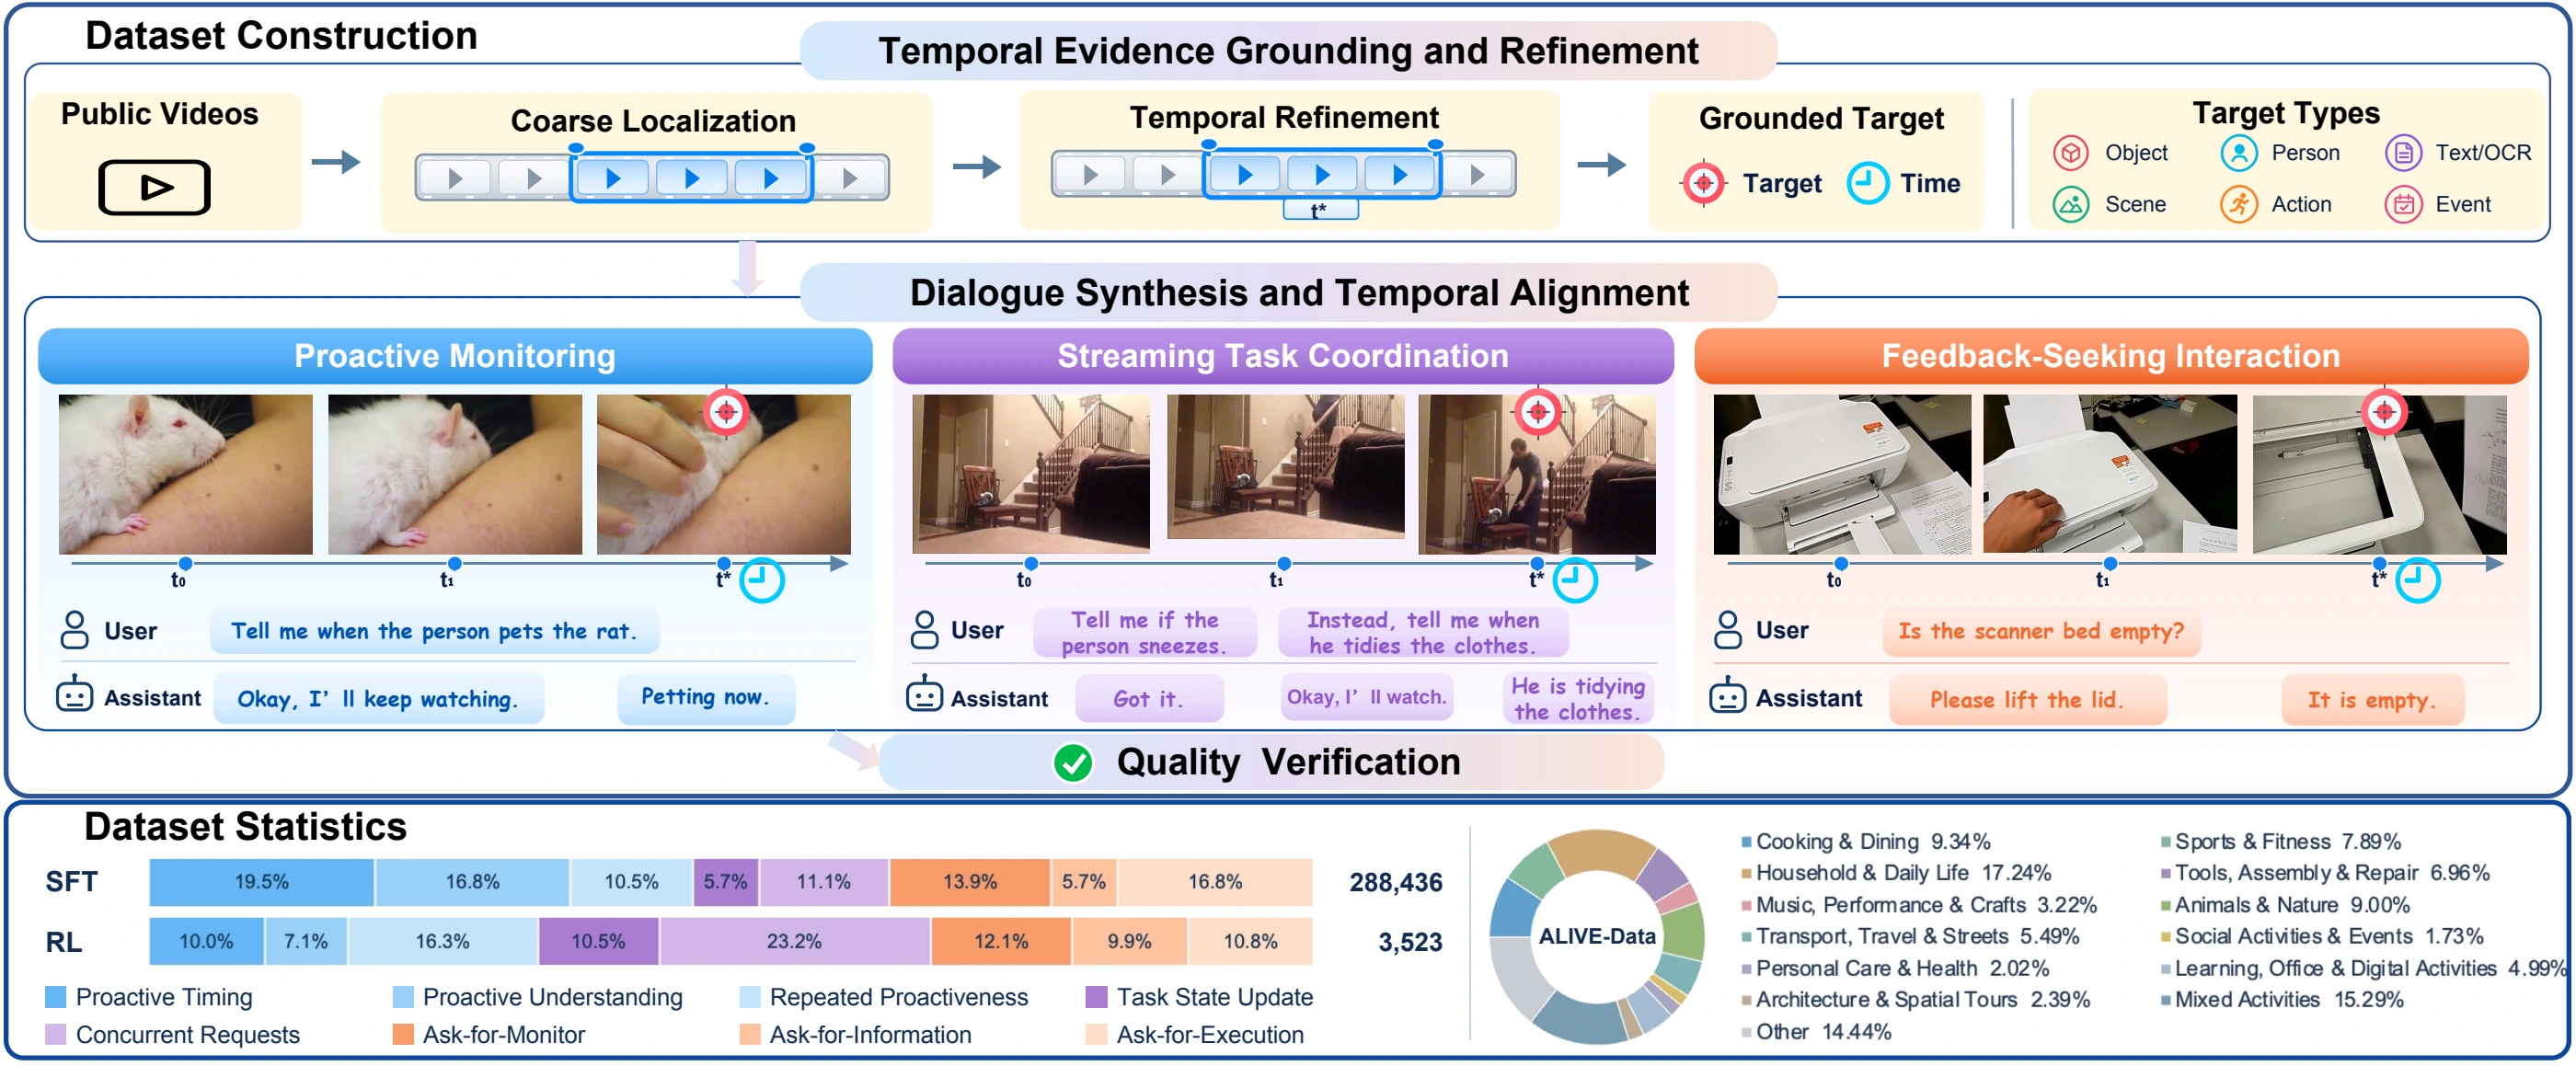 Dataset Construction
Temporal Evidence Grounding and Refinement
Public Videos
Coarse Localization
Temporal Refinement
t*
Grounded Target
Target
Time
Target Types
Object
Person
Text/OCR
Scene
Action
Event
Dialogue Synthesis and Temporal Alignment
Proactive Monitoring
t₀
t₁
t*
User
Tell me when the person pets the rat.
Assistant
Okay, I’ ll keep watching.
Petting now.
Streaming Task Coordination
t₀
t₁
t*
User
Tell me if the
person sneezes.
Instead, tell me when
he tidies the clothes.
Assistant
Got it.
Okay, I’ ll watch.
He is tidying
the clothes.
Feedback-Seeking Interaction
t₀
t₁
t*
User
Is the scanner bed empty?
Assistant
Please lift the lid.
It is empty.
Quality Verification
Dataset Statistics
SFT
19.5%
16.8%
10.5%
5.7%
11.1%
13.9%
5.7%
16.8%
288,436
RL
10.0%
7.1%
16.3%
10.5%
23.2%
12.1%
9.9%
10.8%
3,523
Proactive Timing
Proactive Understanding
Repeated Proactiveness
Task State Update
Concurrent Requests
Ask-for-Monitor
Ask-for-Information
Ask-for-Execution
ALIVE-Data
Cooking & Dining 9.34%
Sports & Fitness 7.89%
Household & Daily Life 17.24%
Tools, Assembly & Repair 6.96%
Music, Performance & Crafts 3.22%
Animals & Nature 9.00%
Transport, Travel & Streets 5.49%
Social Activities & Events 1.73%
Personal Care & Health 2.02%
Learning, Office & Digital Activities 4.99%
Architecture & Spatial Tours 2.39%
Mixed Activities 15.29%
Other 14.44%